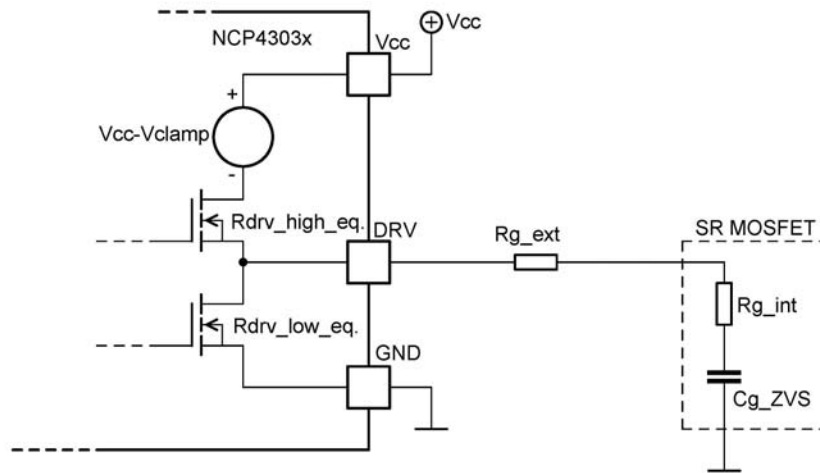 NCP4303x
Vcc
Vcc
+
Vcc-Vclamp
-
Rdrv_high_eq.
DRV
Rg_ext
SR MOSFET
Rg_int
Rdrv_low_eq.
GND
Cg_ZVS